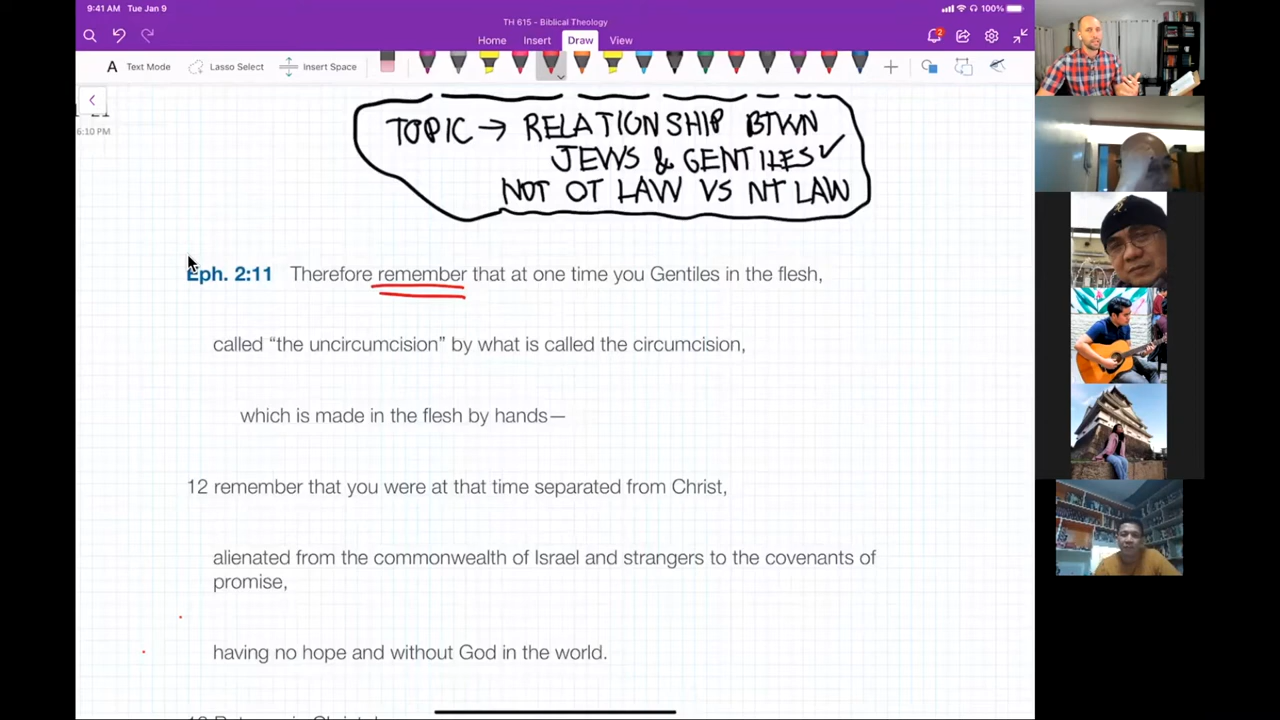 9:41 AM Tue Jan 9
100%
TH 615 - Biblical Theology
Home Insert Draw View
2
Text Mode
Lasso Select
Insert Space
6:10 PM
TOPIC → RELATIONSHIP BTWN
JEWS & GENTILES✓
NOT OT LAW VS NT LAW
Eph. 2:11 Therefore remember that at one time you Gentiles in the flesh,
called “the uncircumcision” by what is called the circumcision,
which is made in the flesh by hands—
12 remember that you were at that time separated from Christ,
alienated from the commonwealth of Israel and strangers to the covenants of
promise,
having no hope and without God in the world.